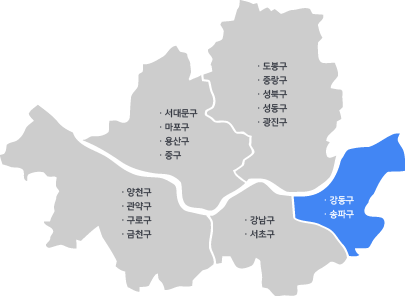 · 도봉구
· 중랑구
· 성북구
· 성동구
· 광진구
· 서대문구
· 마포구
· 용산구
· 중구
· 양천구
· 관악구
· 구로구
· 금천구
· 강남구
· 서초구
· 강동구
· 송파구